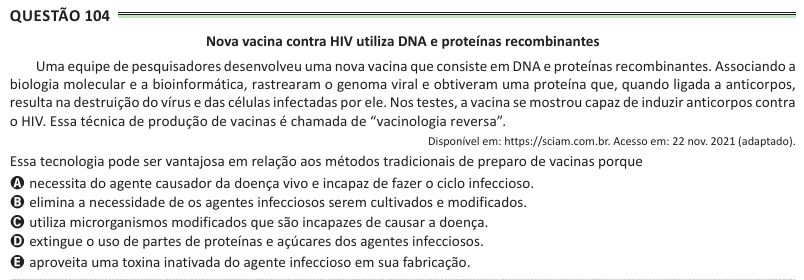 QUESTÃO 104
Nova vacina contra HIV utiliza DNA e proteínas recombinantes
Uma equipe de pesquisadores desenvolveu uma nova vacina que consiste em DNA e proteínas recombinantes. Associando a
biologia molecular e a bioinformática, rastrearam o genoma viral e obtiveram uma proteína que, quando ligada a anticorpos,
resulta na destruição do vírus e das células infectadas por ele. Nos testes, a vacina se mostrou capaz de induzir anticorpos contra
o HIV. Essa técnica de produção de vacinas é chamada de “vacinologia reversa”.
Disponível em: https://sciam.com.br. Acesso em: 22 nov. 2021 (adaptado).
Essa tecnologia pode ser vantajosa em relação aos métodos tradicionais de preparo de vacinas porque
A necessita do agente causador da doença vivo e incapaz de fazer o ciclo infeccioso.
B elimina a necessidade de os agentes infecciosos serem cultivados e modificados.
C utiliza microrganismos modificados que são incapazes de causar a doença.
D extingue o uso de partes de proteínas e açúcares dos agentes infecciosos.
E aproveita uma toxina inativada do agente infeccioso em sua fabricação.